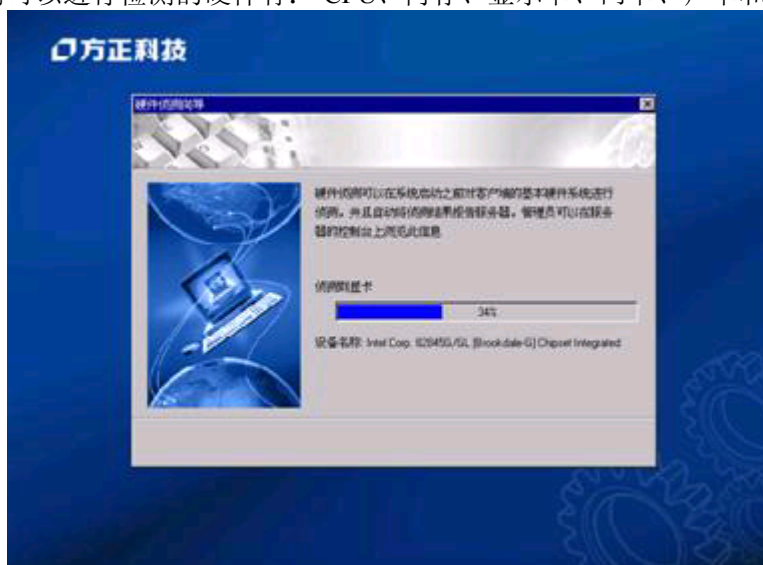 可以进行检测的硬件有: CPU、内存、显示卡、网卡、声卡和
方正科技
硬件侦测向导
硬件侦测可以在系统启动之前对客户端的基本硬件系统进行
侦测，并且自动将侦测结果报告服务器，管理员可以在服务
器的控制台上浏览此信息
侦测到显卡
34%
设备名称: Intel Corp. 82845G/GL [Brookdale-G] Chipset Integrated